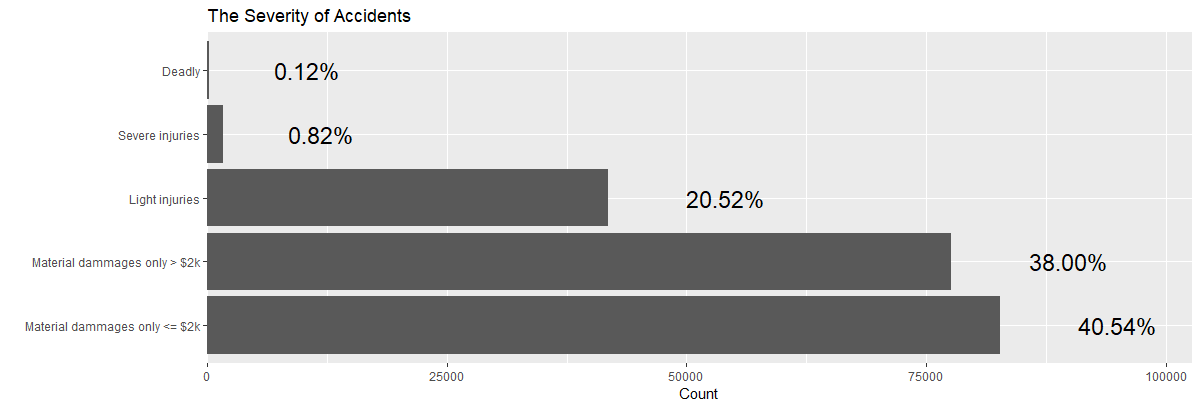 The Severity of Accidents
Deadly
0.12%
Severe injuries
0.82%
Light injuries
20.52%
Material dammages only > $2k
38.00%
Material dammages only <= $2k
40.54%
0
25000
50000
75000
100000
Count